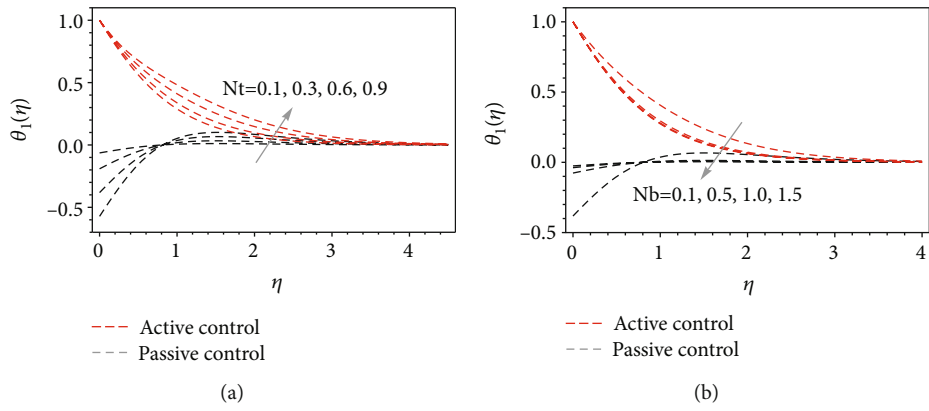 1.0
0.5
0.0
−0.5
θ₁(η)
Nt=0.1, 0.3, 0.6, 0.9
0 1 2 3 4
η
Active control
Passive control
(a)
1.0
0.5
0.0
−0.5
θ₁(η)
Nb=0.1, 0.5, 1.0, 1.5
0 1 2 3 4
η
Active control
Passive control
(b)